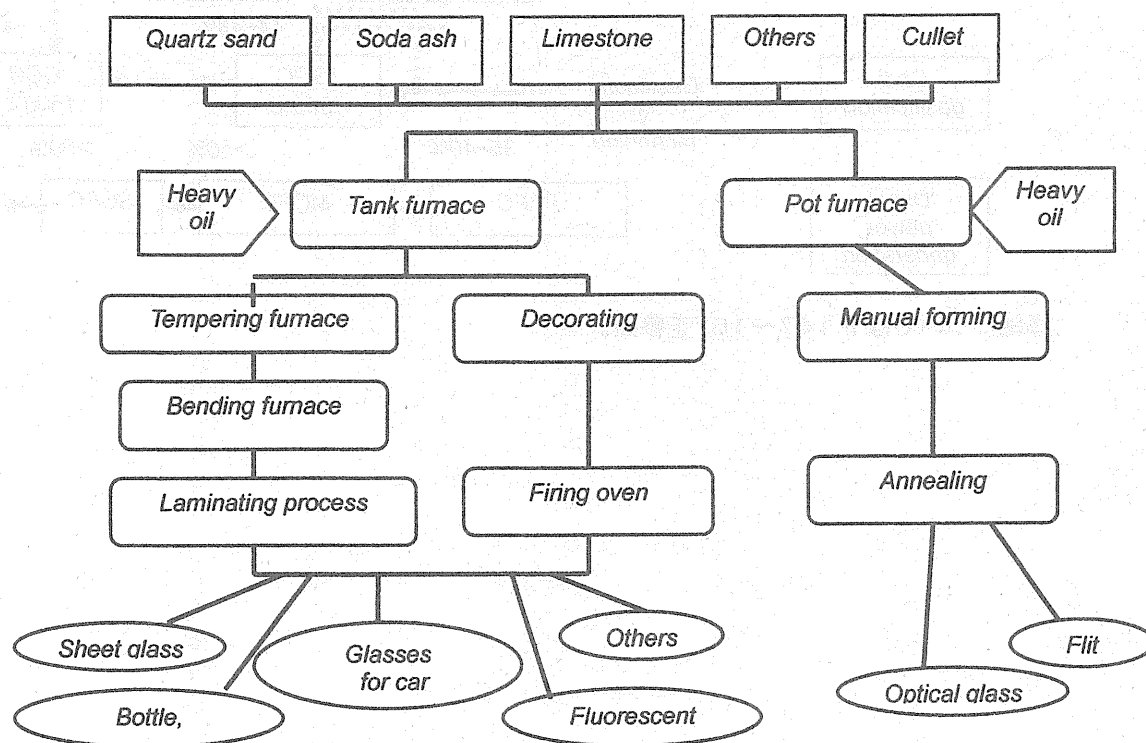 Quartz sand
Soda ash
Limestone
Others
Cullet
Heavy
oil
Tank furnace
Pot furnace
Heavy
oil
Tempering furnace
Decorating
Manual forming
Bending furnace
Laminating process
Firing oven
Annealing
Sheet glass
Glasses
for car
Others
Flit
Bottle,
Fluorescent
Optical glass